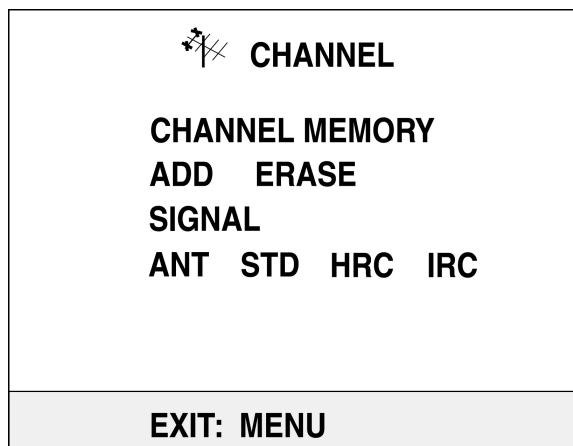 CHANNEL
CHANNEL MEMORY
ADD ERASE
SIGNAL
ANT STD HRC IRC
EXIT: MENU